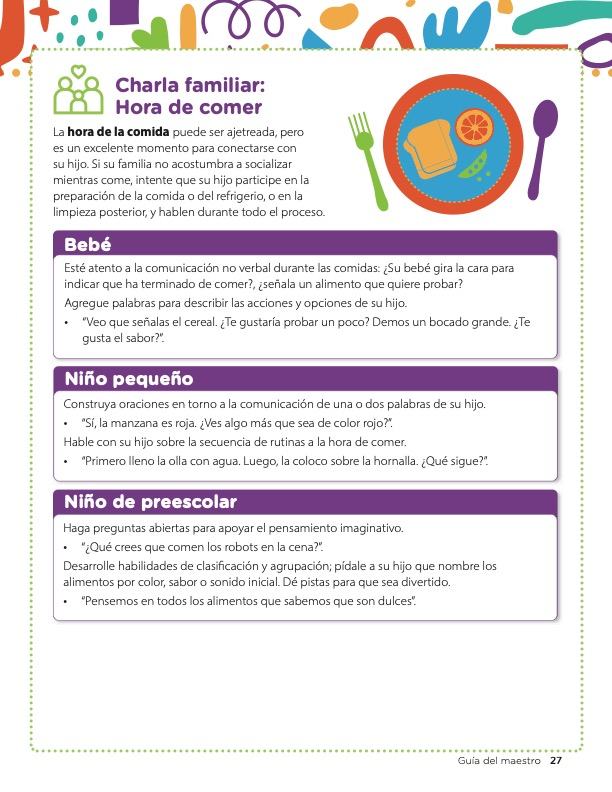 Charla familiar:
Hora de comer
La hora de la comida puede ser ajetreada, pero
es un excelente momento para conectarse con
su hijo. Si su familia no acostumbra a socializar
mientras come, intente que su hijo participe en la
preparación de la comida o del refrigerio, o en la
limpieza posterior, y hablen durante todo el proceso.
Bebé
Esté atento a la comunicación no verbal durante las comidas: ¿Su bebé gira la cara para
indicar que ha terminado de comer?, ¿señala un alimento que quiere probar?
Agregue palabras para describir las acciones y opciones de su hijo.
• “Veo que señalas el cereal. ¿Te gustaría probar un poco? Demos un bocado grande. ¿Te
gusta el sabor?”.
Niño pequeño
Construya oraciones en torno a la comunicación de una o dos palabras de su hijo.
• “Sí, la manzana es roja. ¿Ves algo más que sea de color rojo?”.
Hable con su hijo sobre la secuencia de rutinas a la hora de comer.
• “Primero lleno la olla con agua. Luego, la coloco sobre la hornalla. ¿Qué sigue?”.
Niño de preescolar
Haga preguntas abiertas para apoyar el pensamiento imaginativo.
• “¿Qué crees que comen los robots en la cena?”.
Desarrolle habilidades de clasificación y agrupación; pídale a su hijo que nombre los
alimentos por color, sabor o sonido inicial. Dé pistas para que sea divertido.
• “Pensemos en todos los alimentos que sabemos que son dulces”.
Guía del maestro 27